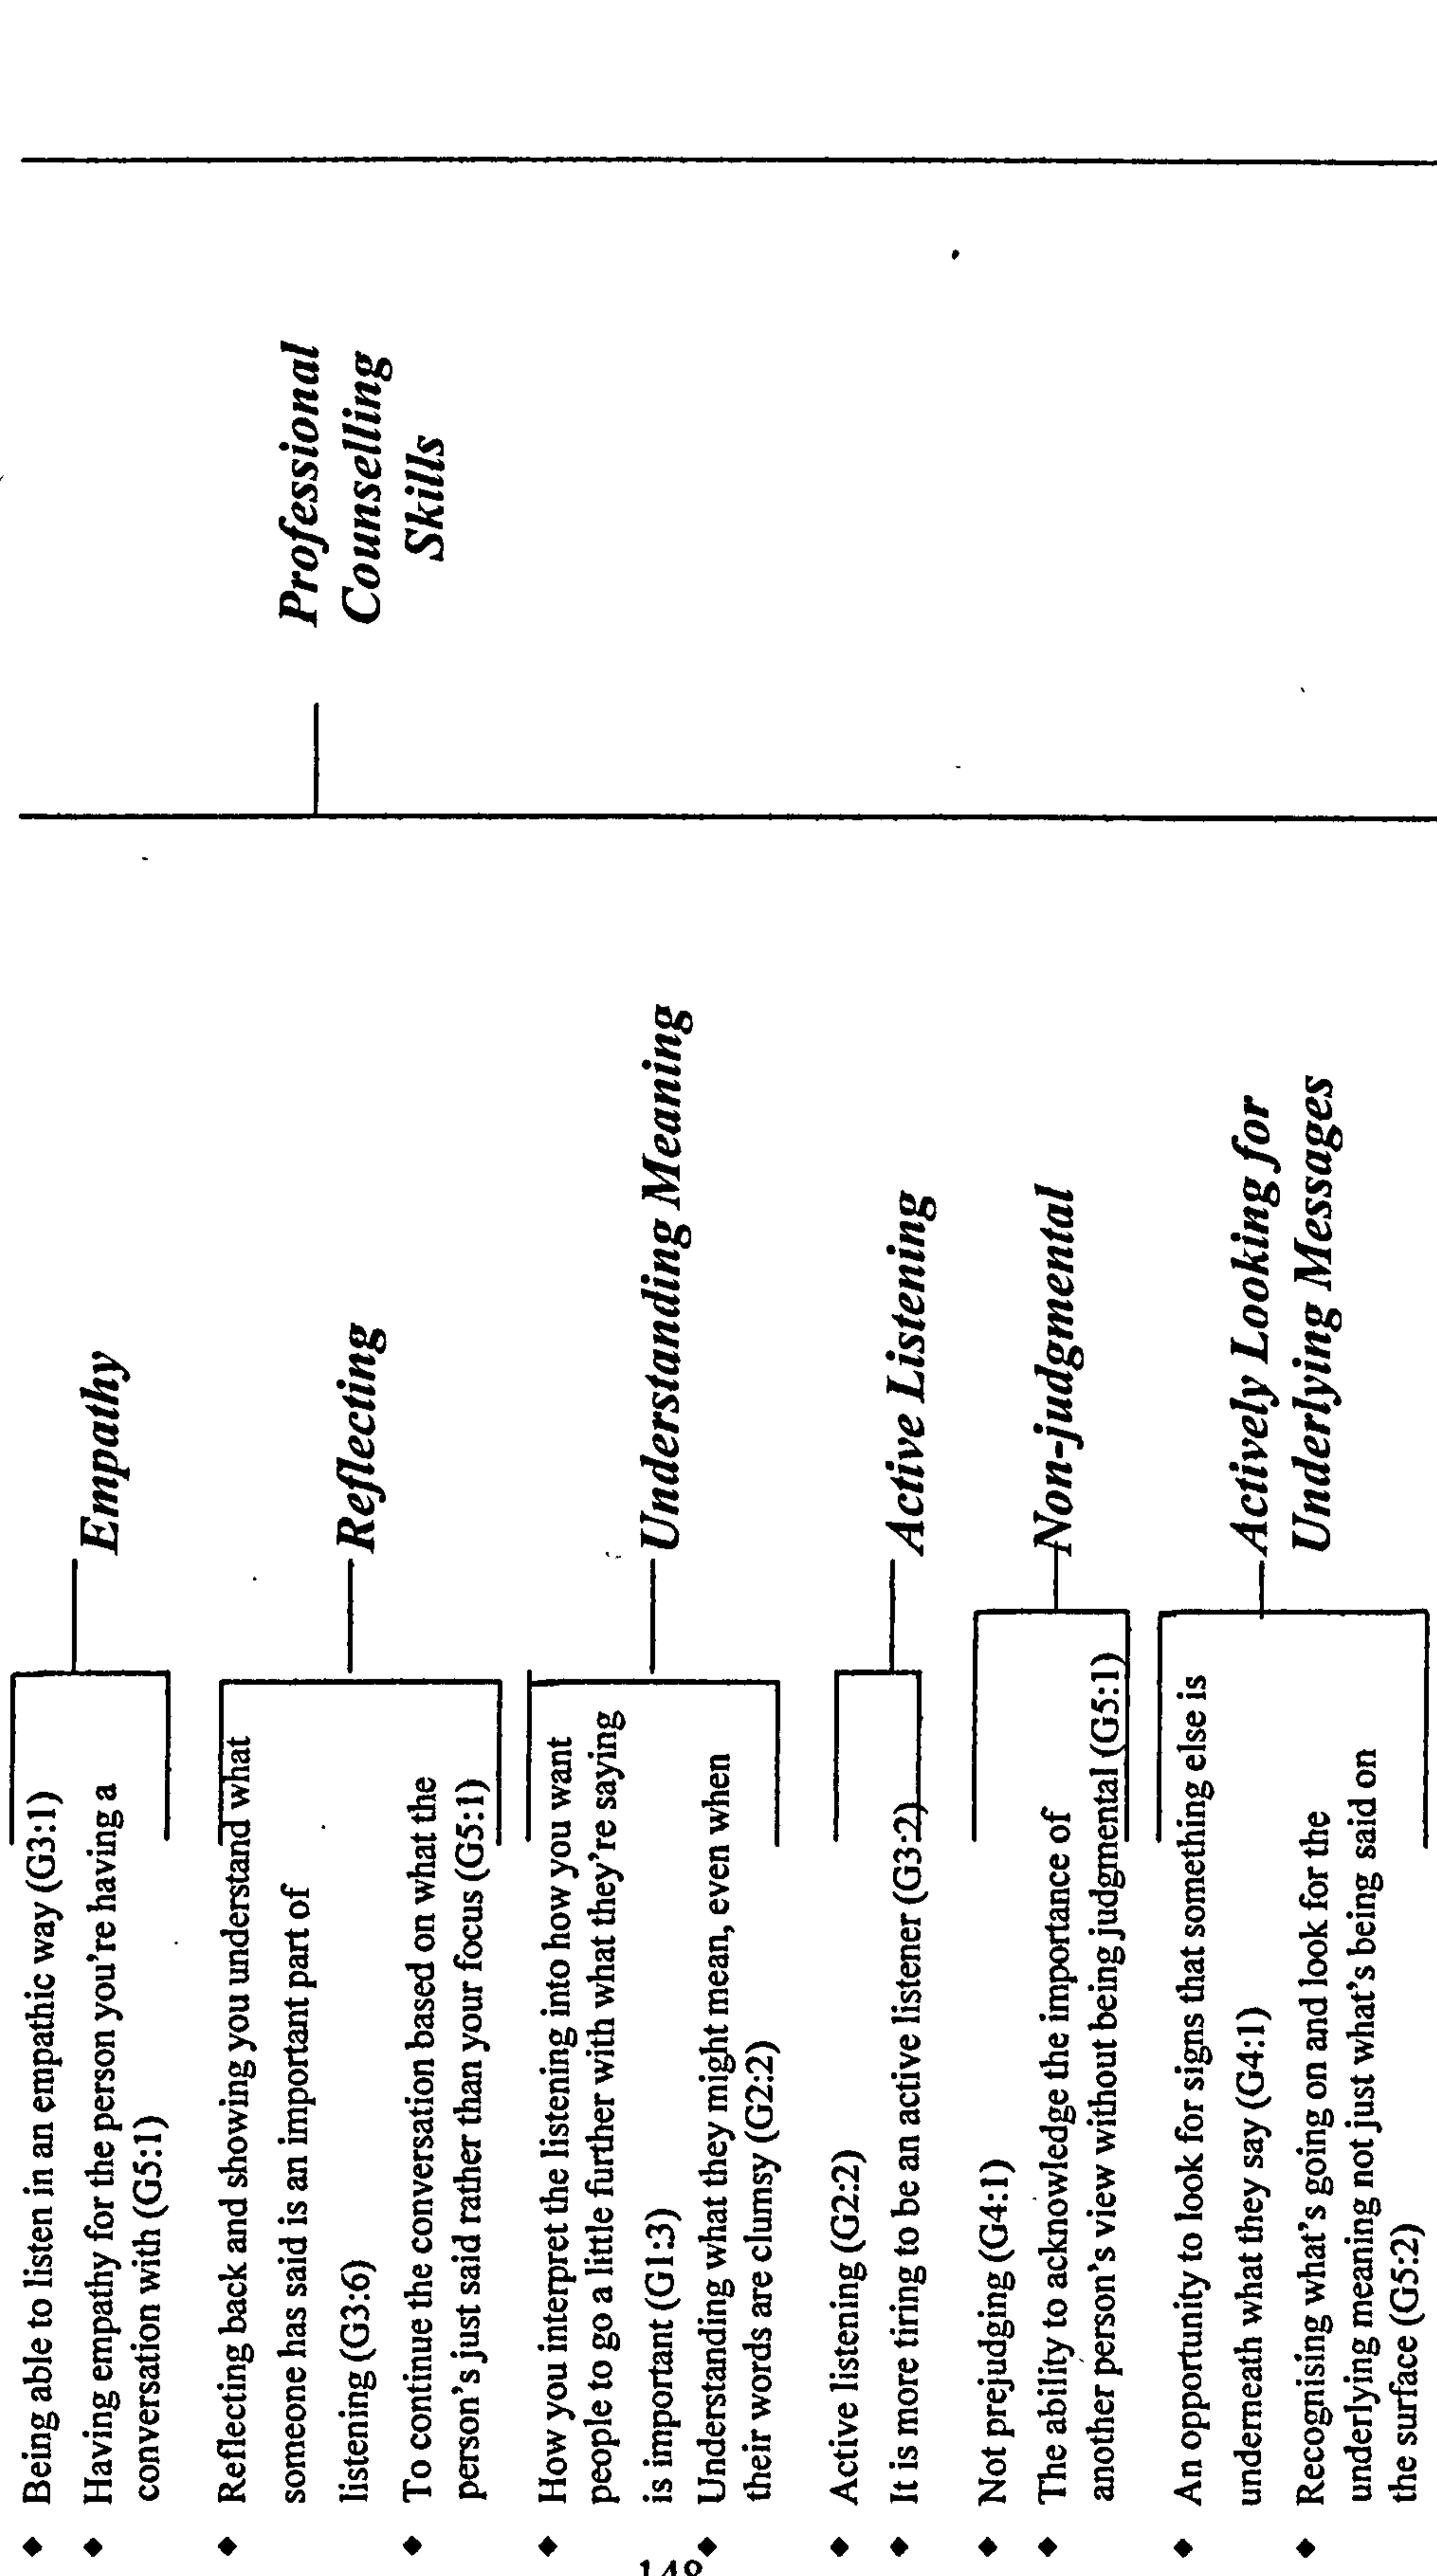 ◆ Being able to listen in an empathic way (G3:1)
◆ Having empathy for the person you're having a
conversation with (G5:1)
Empathy
◆ Reflecting back and showing you understand what
someone has said is an important part of
listening (G3:6)
◆ To continue the conversation based on what the
person's just said rather than your focus (G5:1)
Reflecting
◆ How you interpret the listening into how you want
people to go a little further with what they're saying
is important (G1:3)
◆ Understanding what they might mean, even when
their words are clumsy (G2:2)
Understanding Meaning
◆ Active listening (G2:2)
◆ It is more tiring to be an active listener (G3:2)
Active Listening
◆ Not prejudging (G4:1)
◆ The ability to acknowledge the importance of
another person's view without being judgmental (G5:1)
Non-judgmental
◆ An opportunity to look for signs that something else is
underneath what they say (G4:1)
◆ Recognising what's going on and look for the
underlying meaning not just what's being said on
the surface (G5:2)
Actively Looking for
Underlying Messages
Professional
Counselling
Skills
148